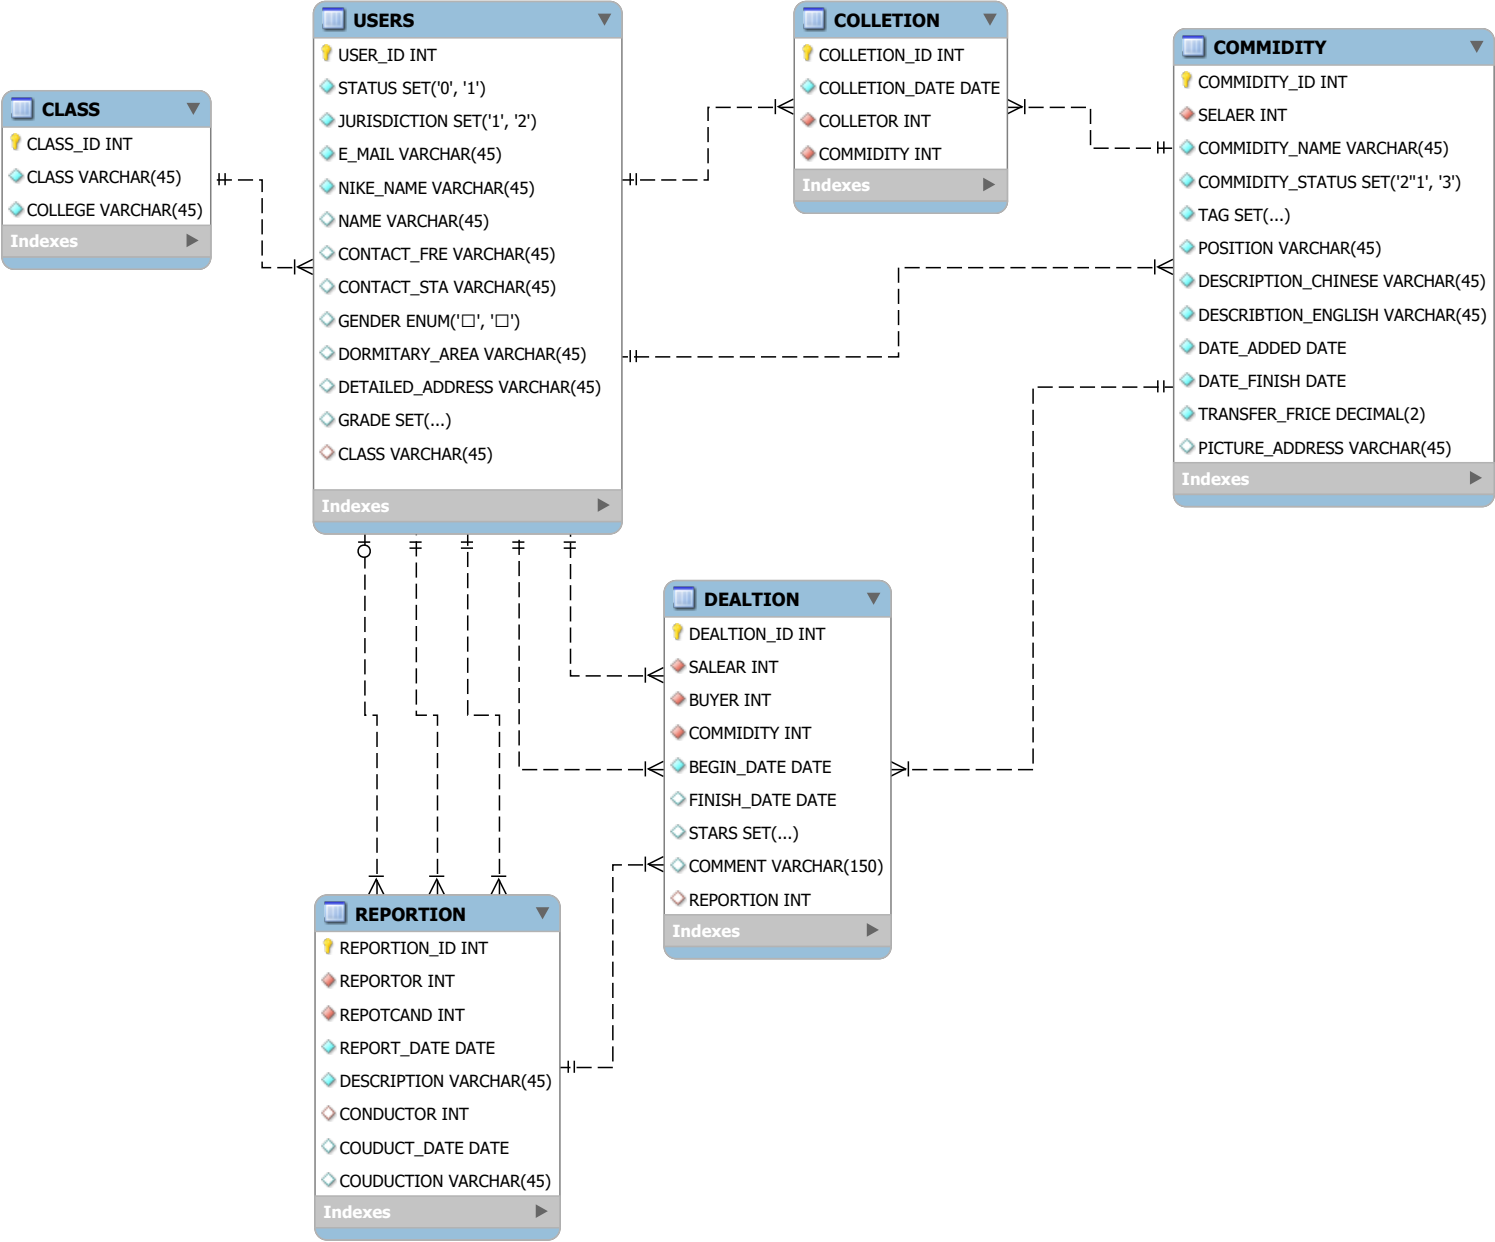 USERS
USER_ID INT
STATUS SET('0', '1')
JURISDICTION SET('1', '2')
E_MAIL VARCHAR(45)
NIKE_NAME VARCHAR(45)
NAME VARCHAR(45)
CONTACT_FRE VARCHAR(45)
CONTACT_STA VARCHAR(45)
GENDER ENUM('□', '□')
DORMITARY_AREA VARCHAR(45)
DETAILED_ADDRESS VARCHAR(45)
GRADE SET(...)
CLASS VARCHAR(45)
Indexes
COLLETION
COLLETION_ID INT
COLLETION_DATE DATE
COLLETOR INT
COMMIDITY INT
Indexes
COMMIDITY
COMMIDITY_ID INT
SELAER INT
COMMIDITY_NAME VARCHAR(45)
COMMIDITY_STATUS SET('2"1', '3')
TAG SET(...)
POSITION VARCHAR(45)
DESCRIPTION_CHINESE VARCHAR(45)
DESCRIBTION_ENGLISH VARCHAR(45)
DATE_ADDED DATE
DATE_FINISH DATE
TRANSFER_FRICE DECIMAL(2)
PICTURE_ADDRESS VARCHAR(45)
Indexes
CLASS
CLASS_ID INT
CLASS VARCHAR(45)
COLLEGE VARCHAR(45)
Indexes
DEALTION
DEALTION_ID INT
SALEAR INT
BUYER INT
COMMIDITY INT
BEGIN_DATE DATE
FINISH_DATE DATE
STARS SET(...)
COMMENT VARCHAR(150)
REPORTION INT
Indexes
REPORTION
REPORTION_ID INT
REPORTOR INT
REPOTCAND INT
REPORT_DATE DATE
DESCRIPTION VARCHAR(45)
CONDUCTOR INT
COUDUCT_DATE DATE
COUDUCTION VARCHAR(45)
Indexes